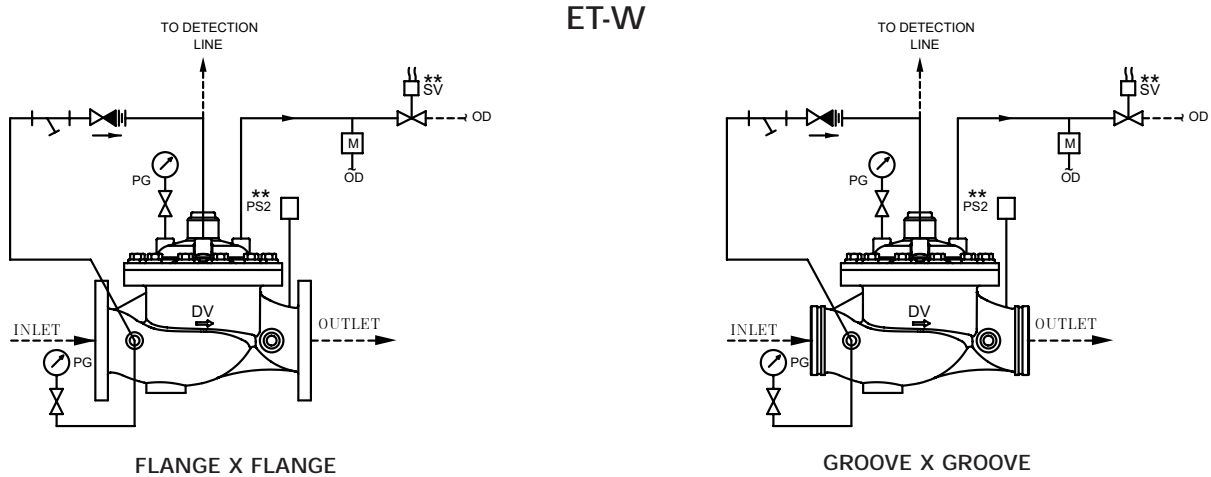 ET-W
TO DETECTION
LINE
**
SV
OD
M
OD
PG
**
PS2
DV
INLET
OUTLET
PG
FLANGE X FLANGE
TO DETECTION
LINE
**
SV
OD
M
OD
PG
**
PS2
DV
INLET
OUTLET
PG
GROOVE X GROOVE